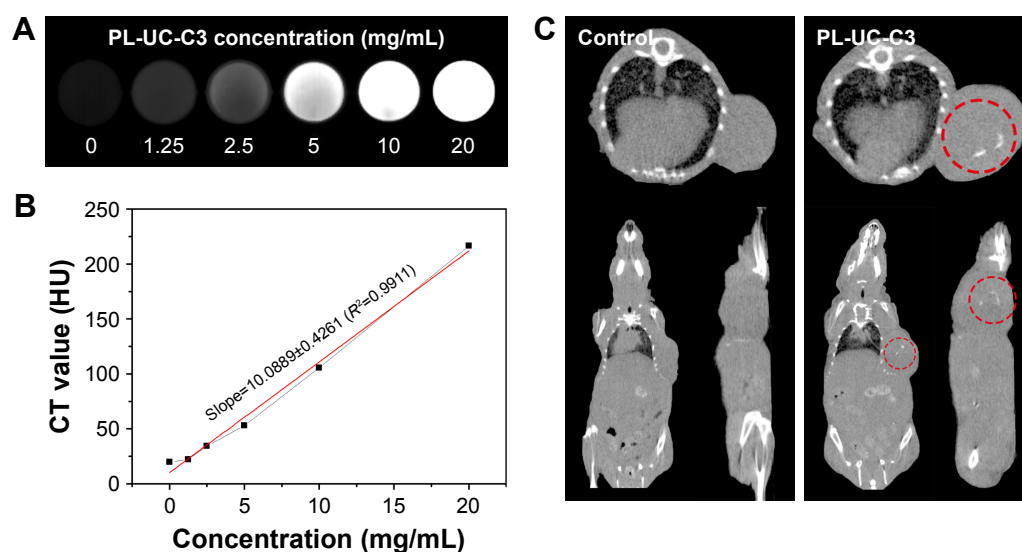 A
PL-UC-C3 concentration (mg/mL)
0 1.25 2.5 5 10 20
B
CT value (HU)
250
200
150
100
50
0
Slope=10.0889±0.4261 (R²=0.9911)
0 5 10 15 20
Concentration (mg/mL)
C
Control
PL-UC-C3